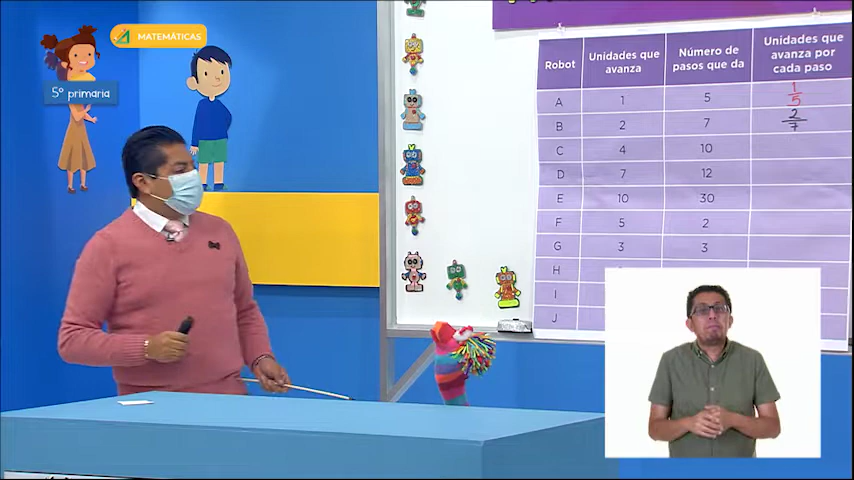 MATEMÁTICAS
5° primaria
Robot
Unidades que avanza
Número de pasos que da
Unidades que avanza por cada paso
A 1 5 1/5
B 2 7 2/7
C 4 10
D 7 12
E 10 30
F 5 2
G 3 3
H
I
J